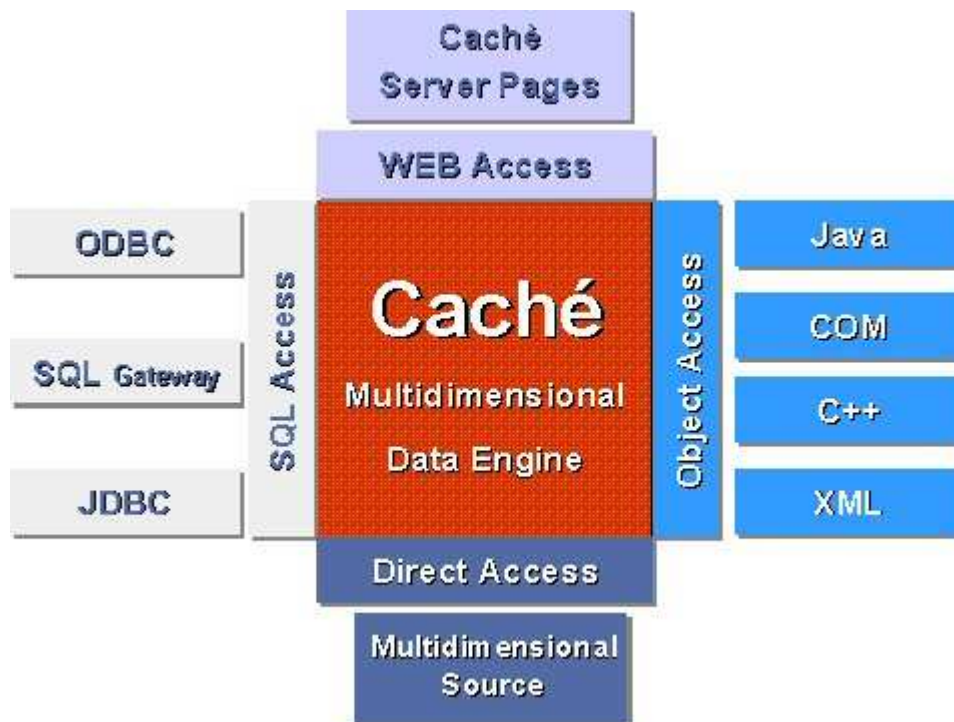 Caché
Server Pages
WEB Access
ODBC
SQL Gateway
JDBC
SQL Access
Caché
Multidimensional
Data Engine
Object Access
Java
COM
C++
XML
Direct Access
Multidimensional
Source